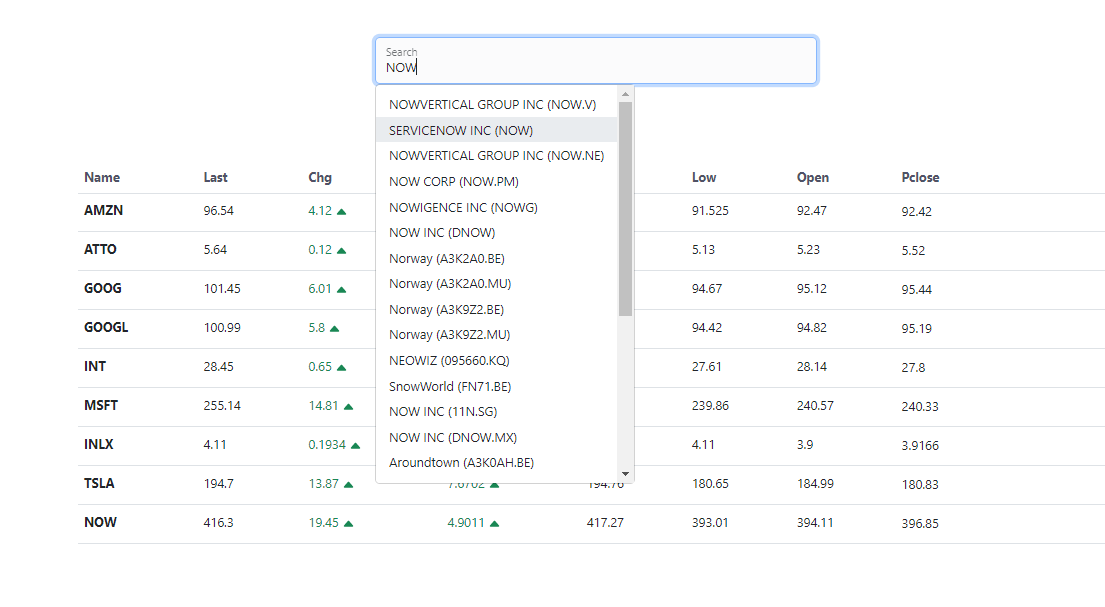 Search
NOW
NOWVERTICAL GROUP INC (NOW.V)
SERVICENOW INC (NOW)
NOWVERTICAL GROUP INC (NOW.NE)
NOW CORP (NOW.PM)
NOWIGENCE INC (NOWG)
NOW INC (DNOW)
Norway (A3K2A0.BE)
Norway (A3K2A0.MU)
Norway (A3K9Z2.BE)
Norway (A3K9Z2.MU)
NEOWIZ (095660.KQ)
SnowWorld (FN71.BE)
NOW INC (11N.SG)
NOW INC (DNOW.MX)
Aroundtown (A3K0AH.BE)
Name Last Chg Low Open Pclose
AMZN 96.54 4.12 91.525 92.47 92.42
ATTO 5.64 0.12 5.13 5.23 5.52
GOOG 101.45 6.01 94.67 95.12 95.44
GOOGL 100.99 5.8 94.42 94.82 95.19
INT 28.45 0.65 27.61 28.14 27.8
MSFT 255.14 14.81 239.86 240.57 240.33
INLX 4.11 0.1934 4.11 3.9 3.9166
TSLA 194.7 13.87 7.6702 194.76 180.65 184.99 180.83
NOW 416.3 19.45 4.9011 417.27 393.01 394.11 396.85